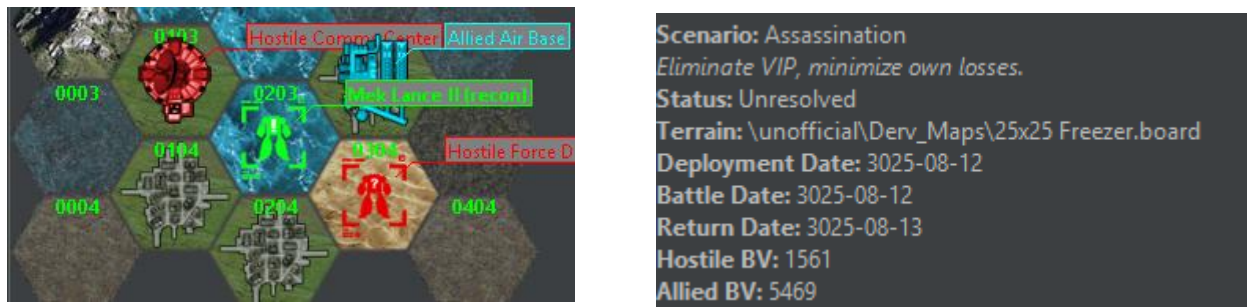 0103
Hostile Comms Center
Allied Air Base
0003
0203
Mek Lance II [recon]
0104
0304
Hostile Force D
0004
0204
0404
Scenario: Assassination
Eliminate VIP, minimize own losses.
Status: Unresolved
Terrain: \unofficial\Derv_Maps\25x25 Freezer.board
Deployment Date: 3025-08-12
Battle Date: 3025-08-12
Return Date: 3025-08-13
Hostile BV: 1561
Allied BV: 5469